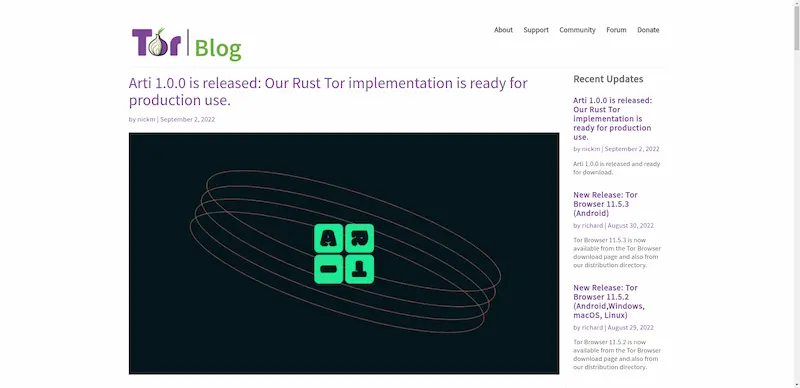 Tor | Blog
About Support Community Forum Donate
Arti 1.0.0 is released: Our Rust Tor implementation is ready for
production use.
by nickm | September 2, 2022
A R
I T
Recent Updates
Arti 1.0.0 is released:
Our Rust Tor
implementation is
ready for production
use.
by nickm | September 2, 2022
Arti 1.0.0 is released and ready
for download.
New Release: Tor
Browser 11.5.3
(Android)
by richard | August 30, 2022
Tor Browser 11.5.3 is now
available from the Tor Browser
download page and also from
our distribution directory.
New Release: Tor
Browser 11.5.2
(Android,Windows,
macOS, Linux)
by richard | August 29, 2022
Tor Browser 11.5.2 is now
available from the Tor Browser
download page and also from
our distribution directory.